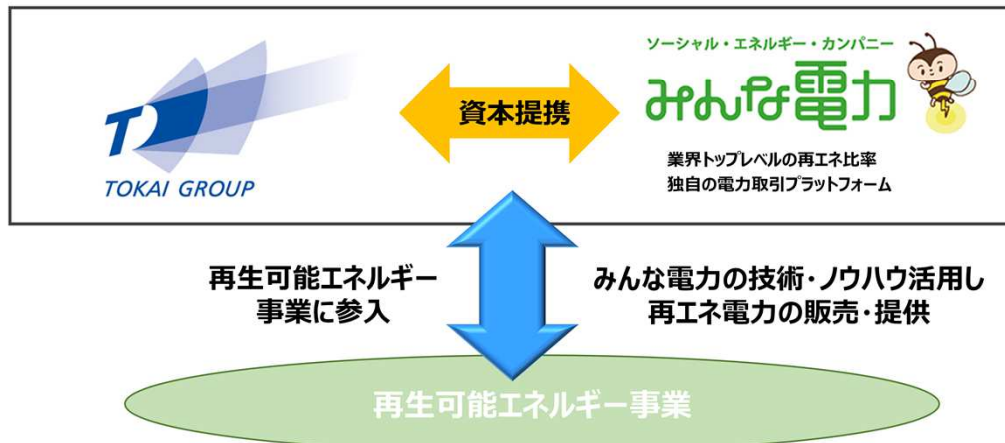 TOKAI GROUP
資本提携
ソーシャル・エネルギー・カンパニー
みんな電力
業界トップレベルの再エネ比率
独自の電力取引プラットフォーム
再生可能エネルギー
事業に参入
みんな電力の技術・ノウハウ活用し
再エネ電力の販売・提供
再生可能エネルギー事業